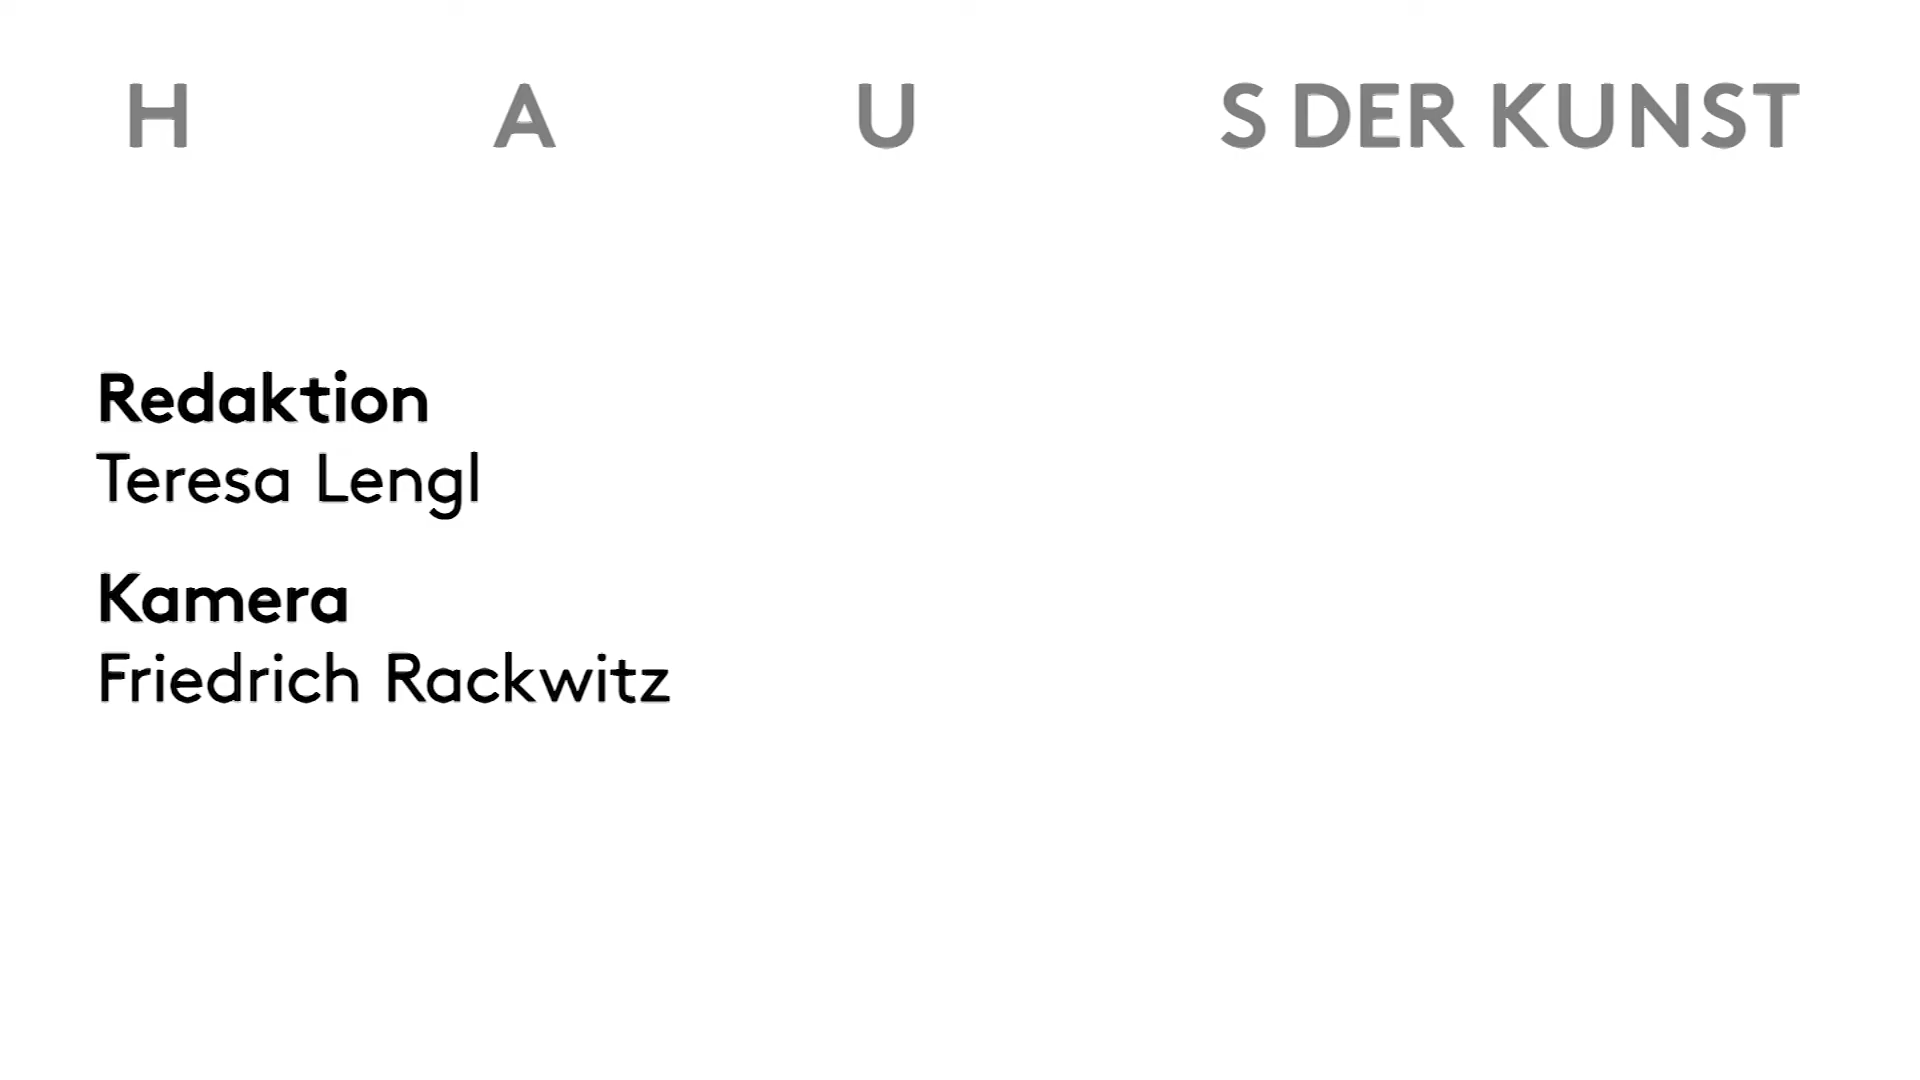 H A U S DER KUNST
Redaktion
Teresa Lengl
Kamera
Friedrich Rackwitz